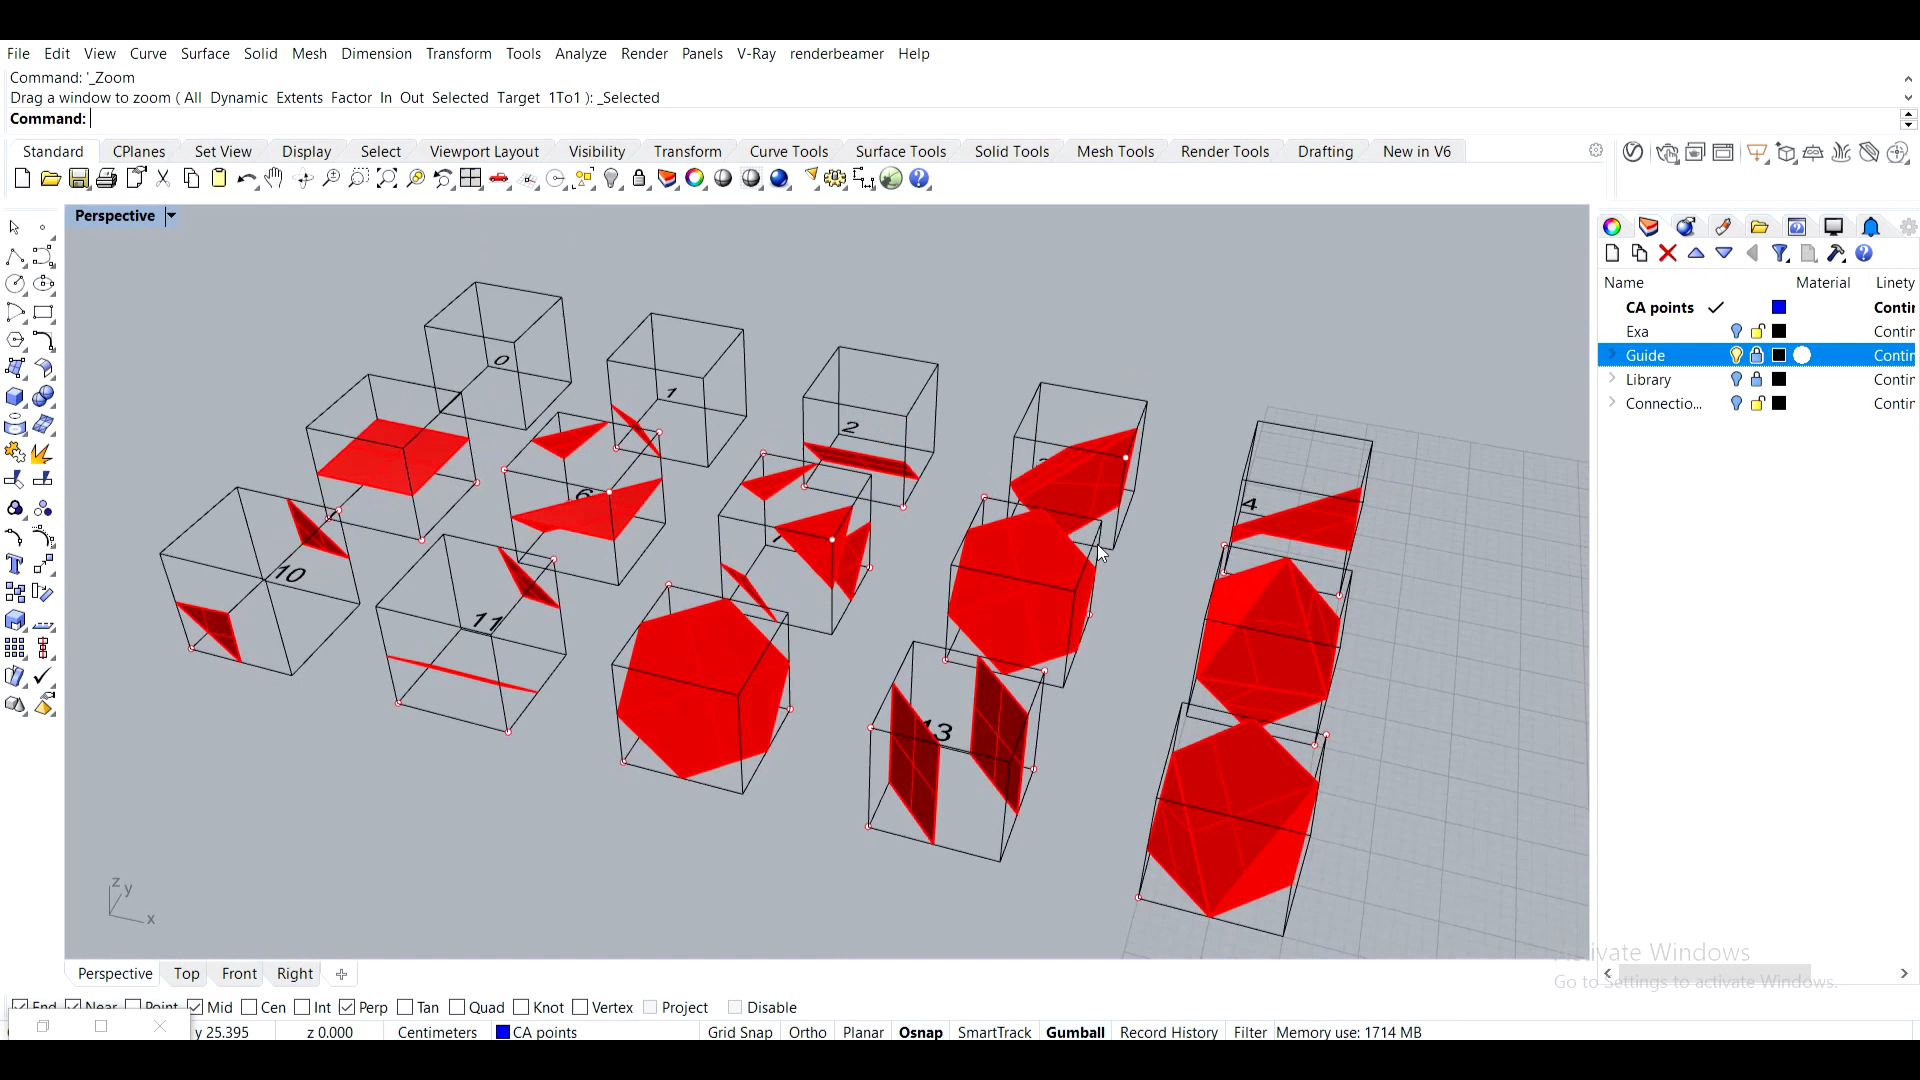 File Edit View Curve Surface Solid Mesh Dimension Transform Tools Analyze Render Panels V-Ray renderbeamer Help
Command: '_Zoom
Drag a window to zoom ( All Dynamic Extents Factor In Out Selected Target 1To1 ): _Selected
Command:
Standard CPlanes Set View Display Select Viewport Layout Visibility Transform Curve Tools Surface Tools Solid Tools Mesh Tools Render Tools Drafting New in V6
Perspective
Name Material Linety
CA points Contin
Exa Contin
Guide Contin
Library Contin
Connectio... Contin
0
1
2
4
6
10
11
13
z y
x
Activate Windows
Go to Settings to activate Windows.
Perspective Top Front Right
End Near Point Mid Cen Int Perp Tan Quad Knot Vertex Project Disable
y 25.395 z 0.000 Centimeters CA points Grid Snap Ortho Planar Osnap SmartTrack Gumball Record History Filter Memory use: 1714 MB